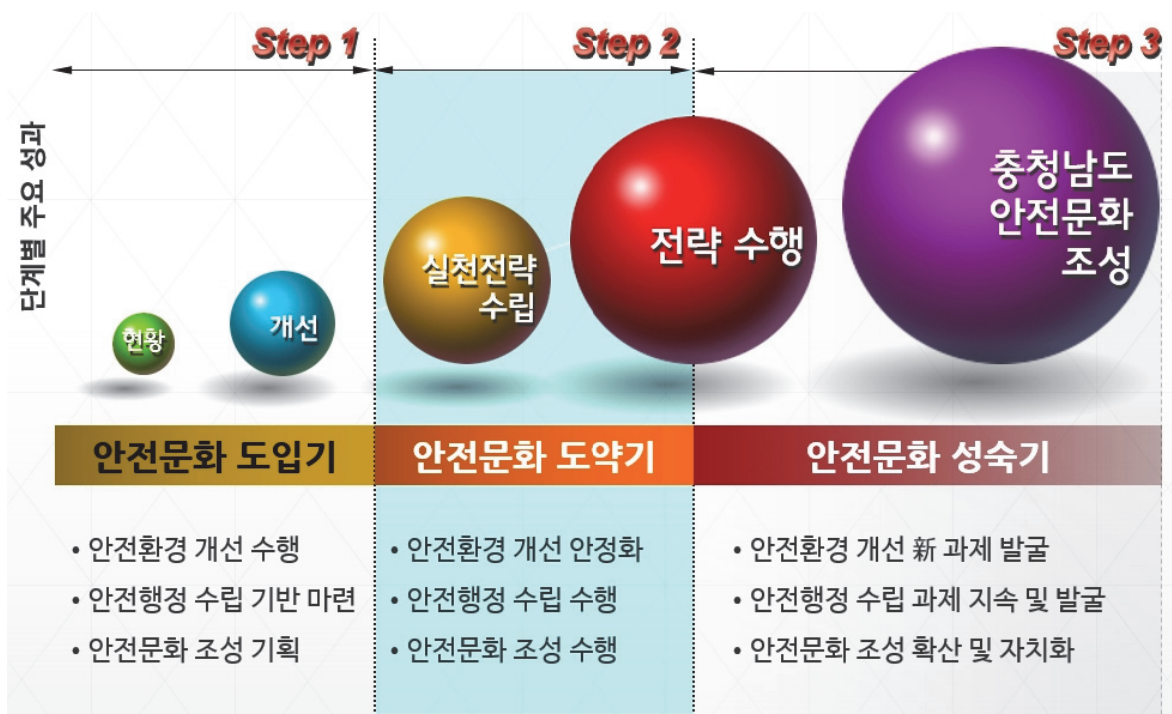 Step 1
Step 2
Step 3
단계별 주요 성과
현황
개선
실천전략
수립
전략 수행
충청남도
안전문화
조성
안전문화 도입기
안전문화 도약기
안전문화 성숙기
• 안전환경 개선 수행
• 안전행정 수립 기반 마련
• 안전문화 조성 기획
• 안전환경 개선 안정화
• 안전행정 수립 수행
• 안전문화 조성 수행
• 안전환경 개선 新 과제 발굴
• 안전행정 수립 과제 지속 및 발굴
• 안전문화 조성 확산 및 자치화